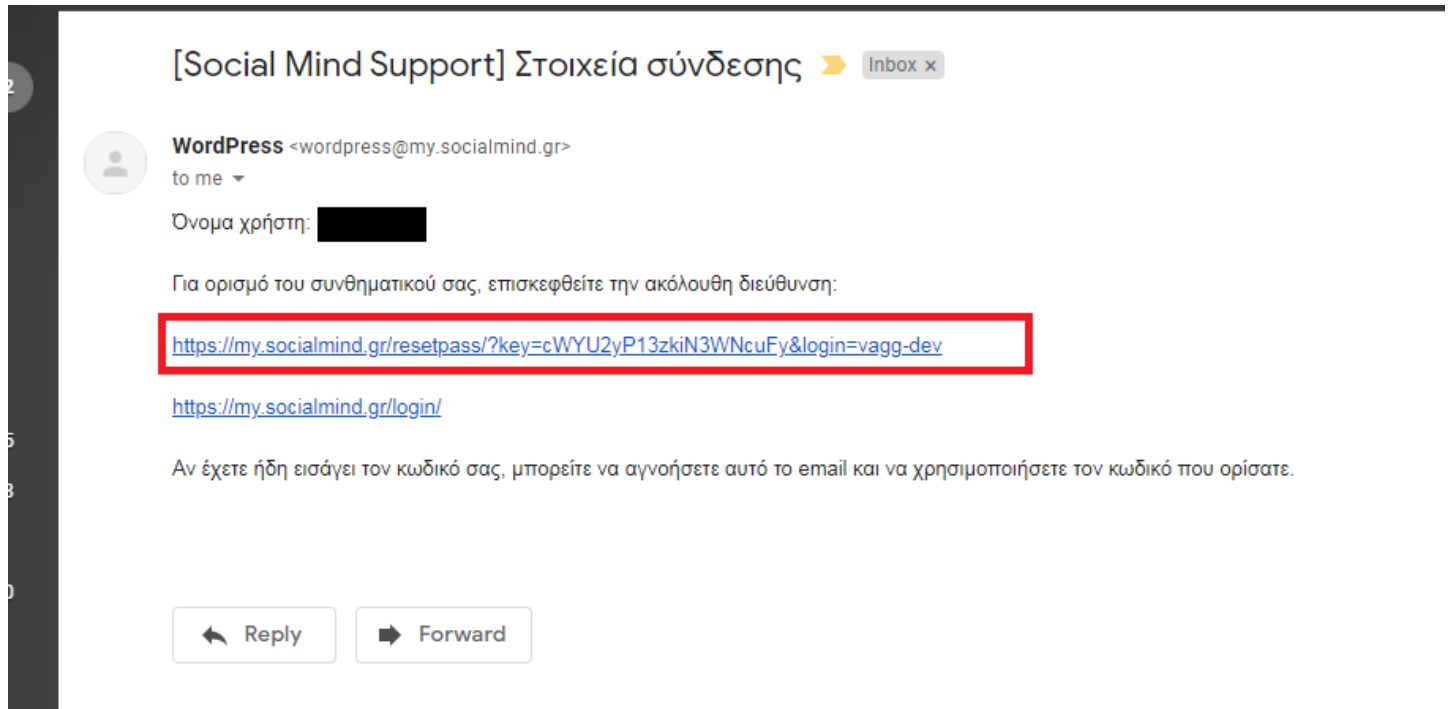 [Social Mind Support] Στοιχεία σύνδεσης Inbox x
WordPress <wordpress@my.socialmind.gr>
to me
Όνομα χρήστη:
Για ορισμό του συνθηματικού σας, επισκεφθείτε την ακόλουθη διεύθυνση:
https://my.socialmind.gr/resetpass/?key=cWYU2yP13zkiN3WNcuFy&login=vagg-dev
https://my.socialmind.gr/login/
Αν έχετε ήδη εισάγει τον κωδικό σας, μπορείτε να αγνοήσετε αυτό το email και να χρησιμοποιήσετε τον κωδικό που ορίσατε.
Reply Forward